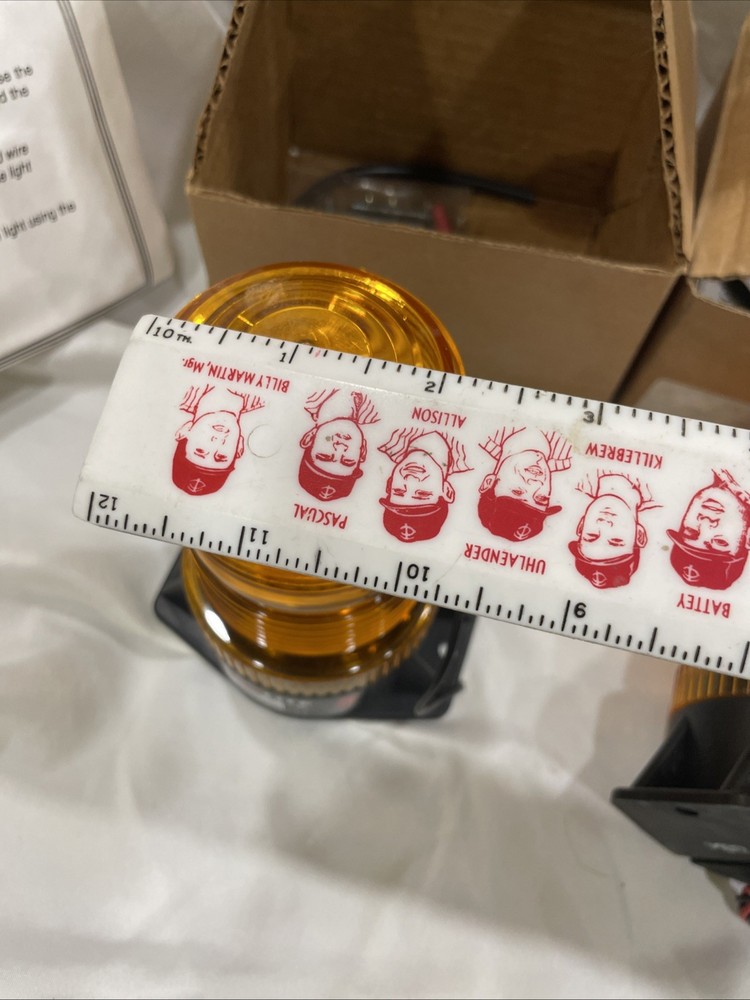 se the
d the
wire
e light
light using the
10 TH. 1 2 3
BILLY MARTIN, Mgr.
PASCUAL
ALLISON
UHLAENDER
KILLEBREW
BATTEY
12 11 10 9